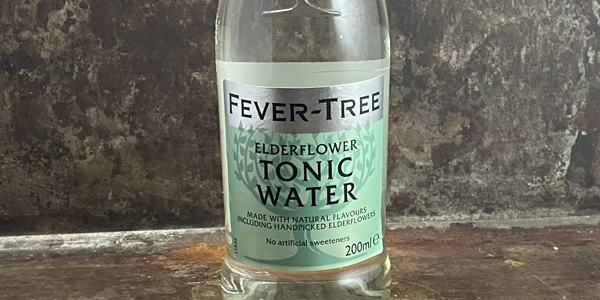 FEVER-TREE
ELDERFLOWER
TONIC
WATER
MADE WITH NATURAL FLAVOURS
INCLUDING HANDPICKED ELDERFLOWERS
No artificial sweeteners
200ml ℮